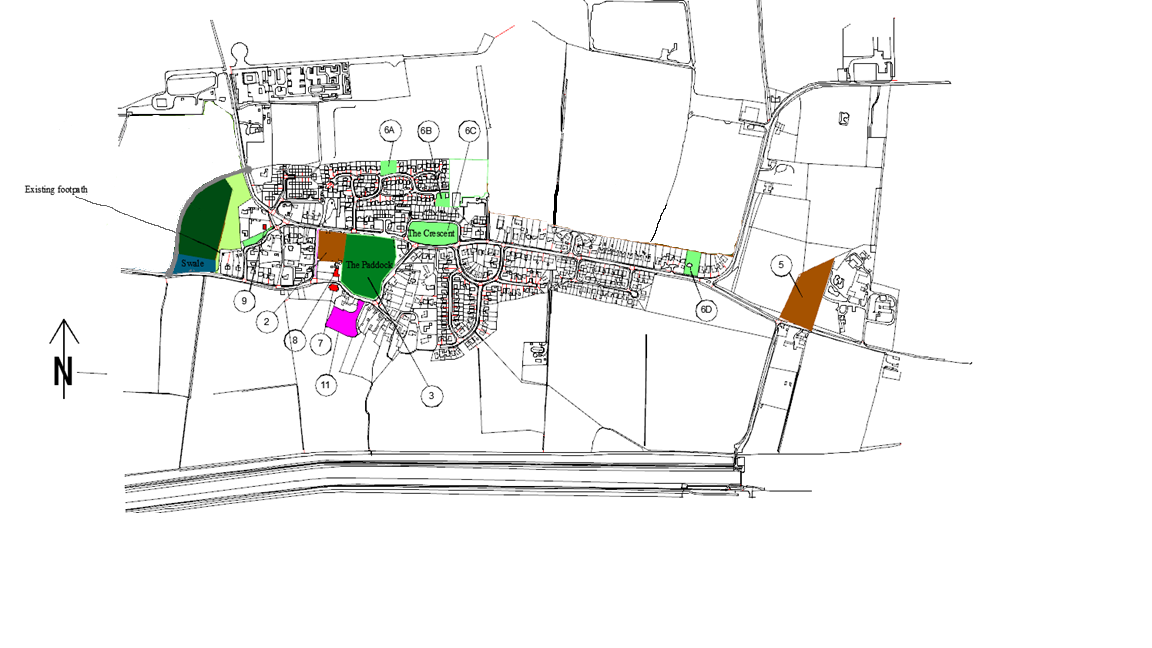 6A
6B
6C
Existing footpath
The Crescent
Swale
The Paddock
5
9
2
6D
8
7
N
11
3